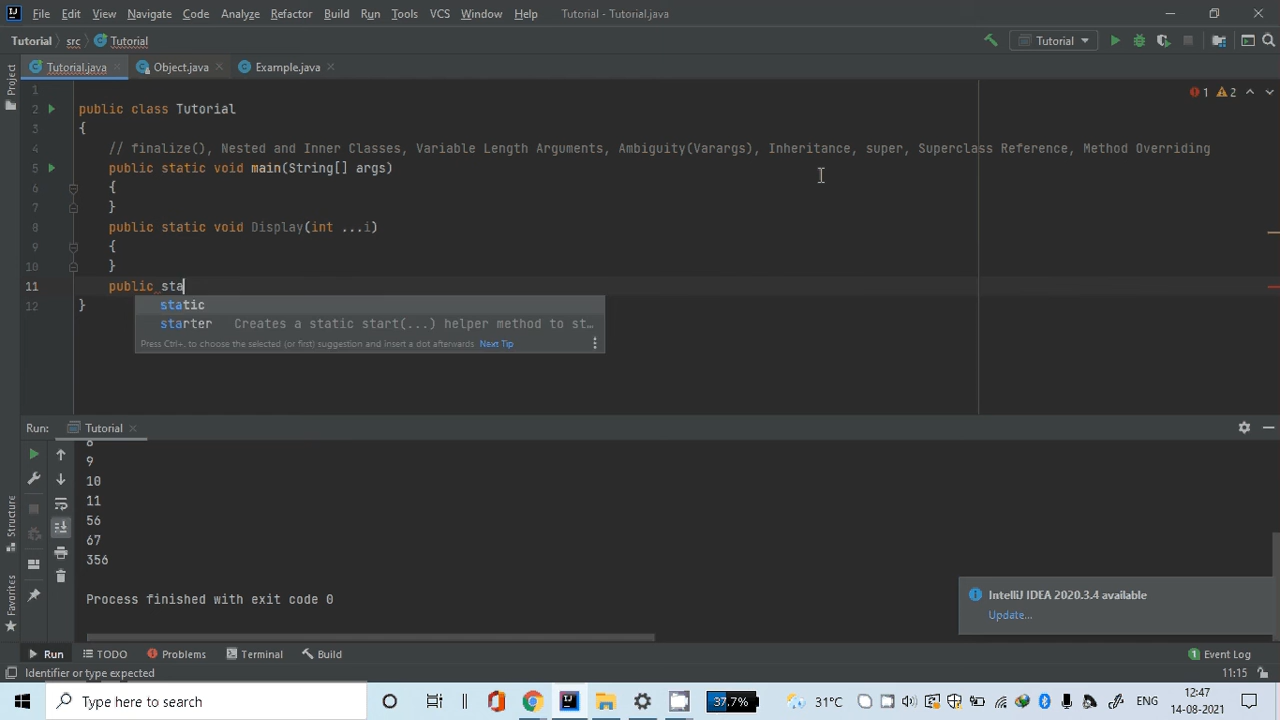 File Edit View Navigate Code Analyze Refactor Build Run Tools VCS Window Help Tutorial - Tutorial.java
Tutorial src Tutorial Tutorial
Tutorial.java Object.java Example.java
Project
1
1 2
2 public class Tutorial
3 {
4 // finalize(), Nested and Inner Classes, Variable Length Arguments, Ambiguity(Varargs), Inheritance, super, Superclass Reference, Method Overriding
5 public static void main(String[] args)
6 {
7 }
8 public static void Display(int ...i)
9 {
10 }
11 public sta
12 }
static
starter Creates a static start(...) helper method to st…
Press Ctrl+. to choose the selected (or first) suggestion and insert a dot afterwards Next Tip
Run: Tutorial
8
9
10
11
56
67
356
Process finished with exit code 0
Structure
Favorites
IntelliJ IDEA 2020.3.4 available
Update...
Run TODO Problems Terminal Build 1 Event Log
Identifier or type expected 11:15
Type here to search 37.7% 31°C ENG 12:47
14-08-2021